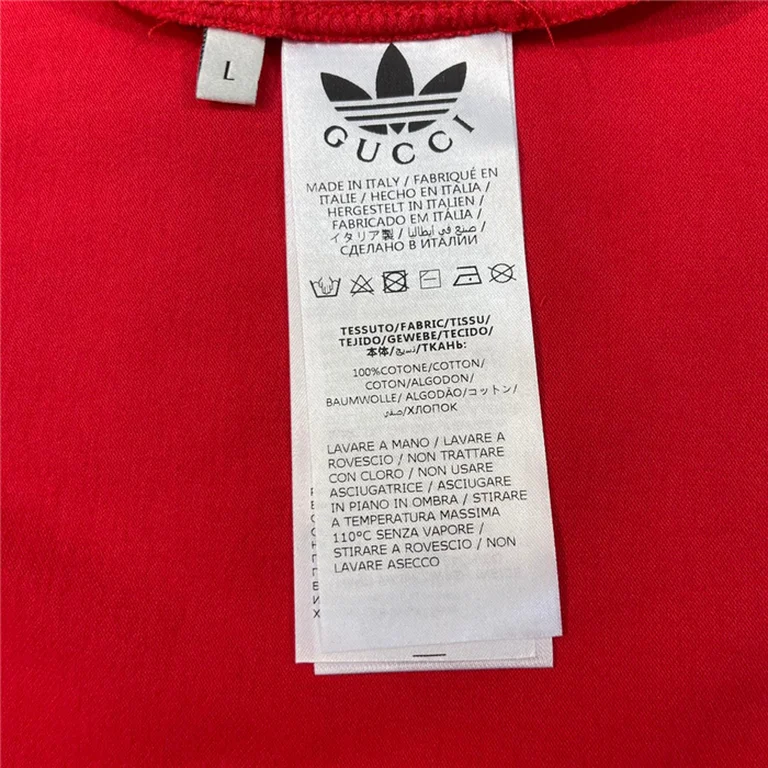 L
GUCCI
MADE IN ITALY / FABRIQUÉ EN
ITALIE / HECHO EN ITALIA /
HERGESTELT IN ITALIEN /
FABRICADO EM ITÁLIA /
イタリア製 / صنع في ايطاليا /
СДЕЛАНО В ИТАЛИИ
TESSUTO/FABRIC/TISSU/
TEJIDO/GEWEBE/TECIDO/
本体/نسيج/ТКАНЬ:
100%COTONE/COTTON/
COTON/ALGODON/
BAUMWOLLE/ ALGODÃO/コットン/
/ХЛОПОК
LAVARE A MANO / LAVARE A
ROVESCIO / NON TRATTARE
CON CLORO / NON USARE
ASCIUGATRICE / ASCIUGARE
IN PIANO IN OMBRA / STIRARE
A TEMPERATURA MASSIMA
110°C SENZA VAPORE /
STIRARE A ROVESCIO / NON
LAVARE ASECCO